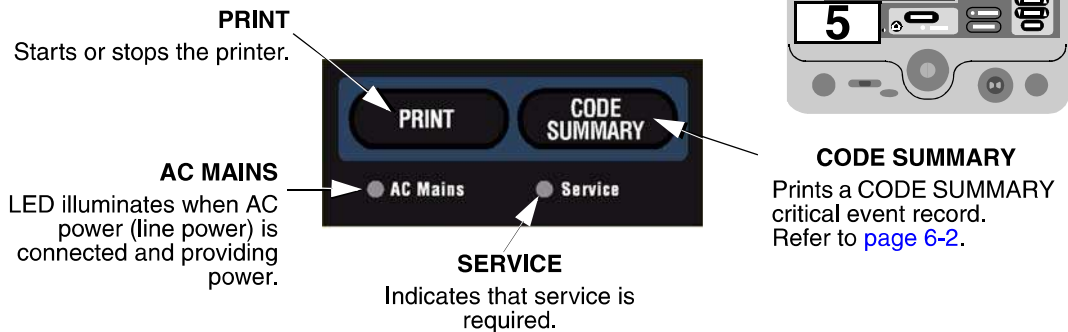 PRINT
Starts or stops the printer.
5
PRINT
CODE
SUMMARY
AC Mains
Service
AC MAINS
LED illuminates when AC
power (line power) is
connected and providing
power.
SERVICE
Indicates that service is
required.
CODE SUMMARY
Prints a CODE SUMMARY
critical event record.
Refer to page 6-2.